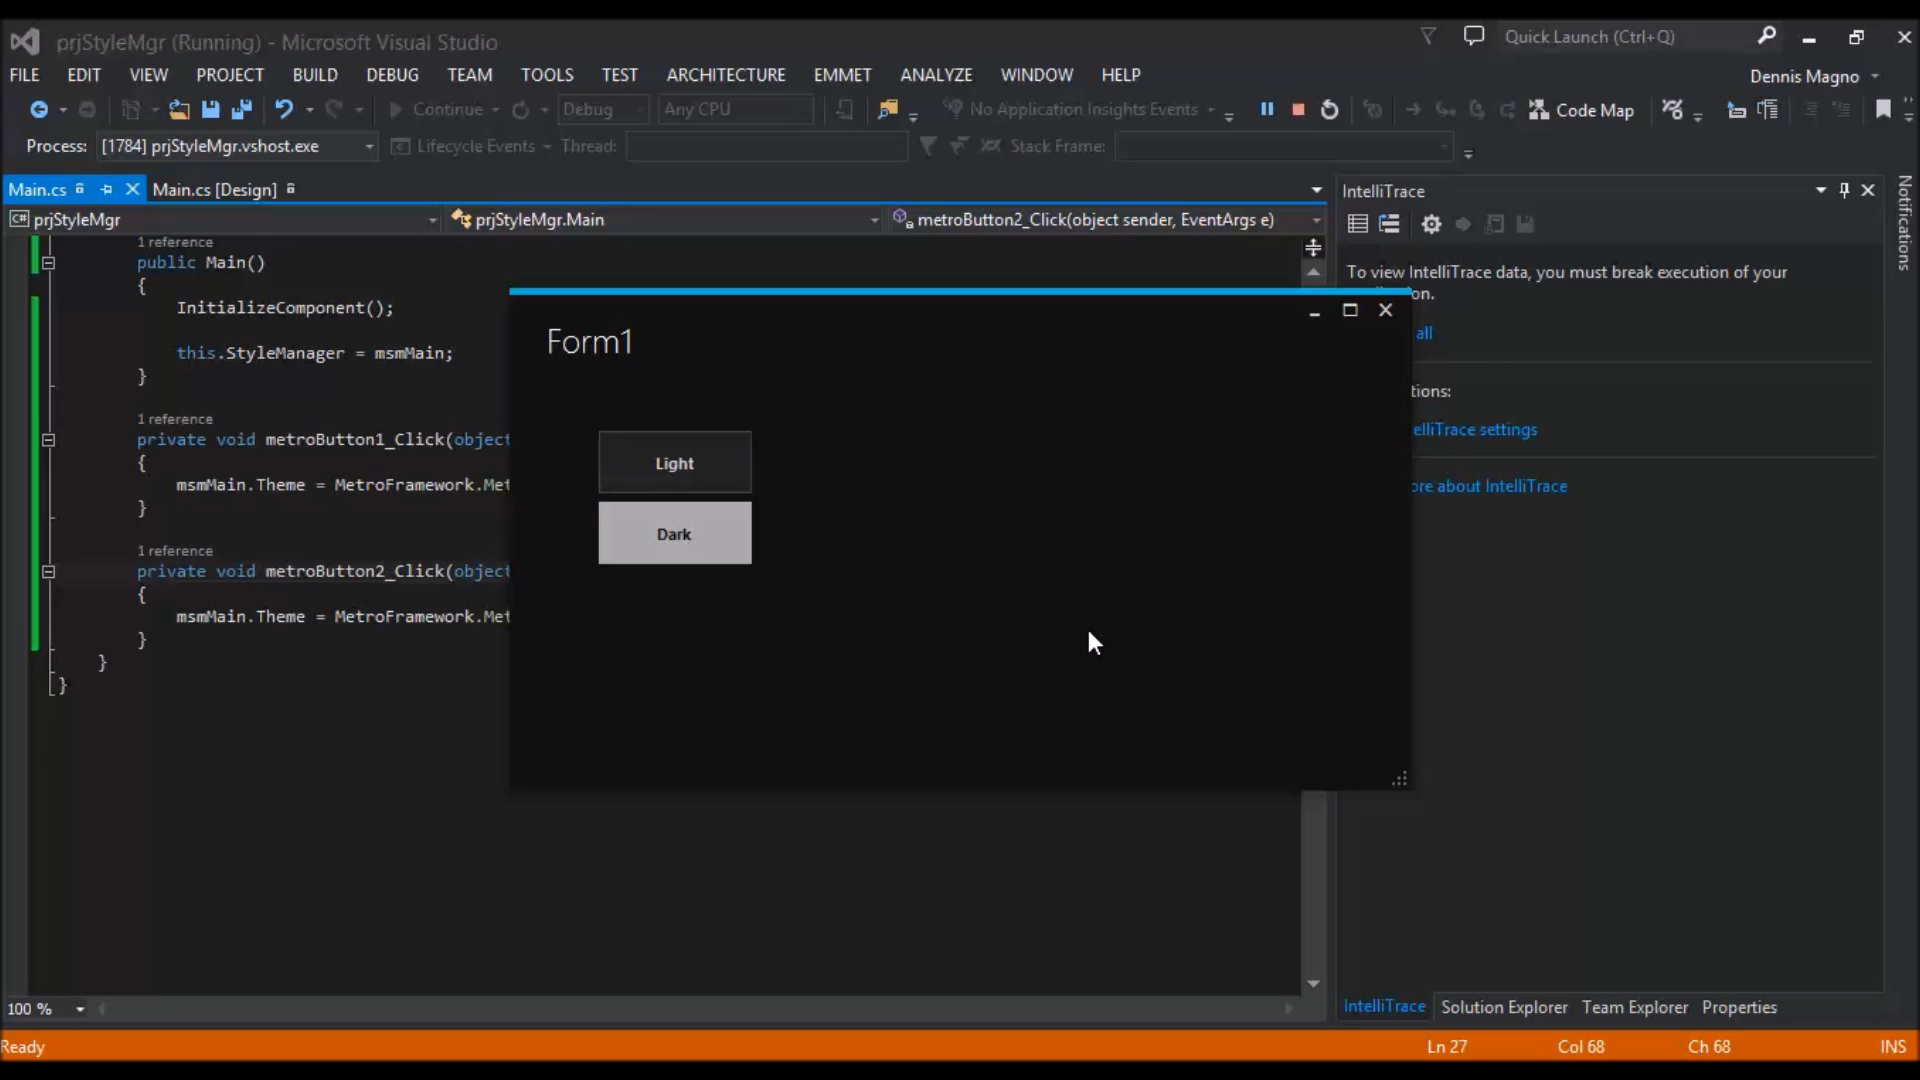 prjStyleMgr (Running) - Microsoft Visual Studio
Quick Launch (Ctrl+Q)
FILE EDIT VIEW PROJECT BUILD DEBUG TEAM TOOLS TEST ARCHITECTURE EMMET ANALYZE WINDOW HELP
Dennis Magno
Continue Debug Any CPU No Application Insights Events Code Map
Process: [1784] prjStyleMgr.vshost.exe Lifecycle Events Thread: Stack Frame:
Main.cs Main.cs [Design]
C# prjStyleMgr prjStyleMgr.Main metroButton2_Click(object sender, EventArgs e)
1 reference
public Main()
{
InitializeComponent();
this.StyleManager = msmMain;
}
1 reference
private void metroButton1_Click(object
{
msmMain.Theme = MetroFramework.Met
}
1 reference
private void metroButton2_Click(object
{
msmMain.Theme = MetroFramework.Met
}
}
}
Form1
Light
Dark
IntelliTrace
To view IntelliTrace data, you must break execution of your
on.
all
tions:
elliTrace settings
ore about IntelliTrace
Notifications
100 %
IntelliTrace Solution Explorer Team Explorer Properties
Ready Ln 27 Col 68 Ch 68 INS